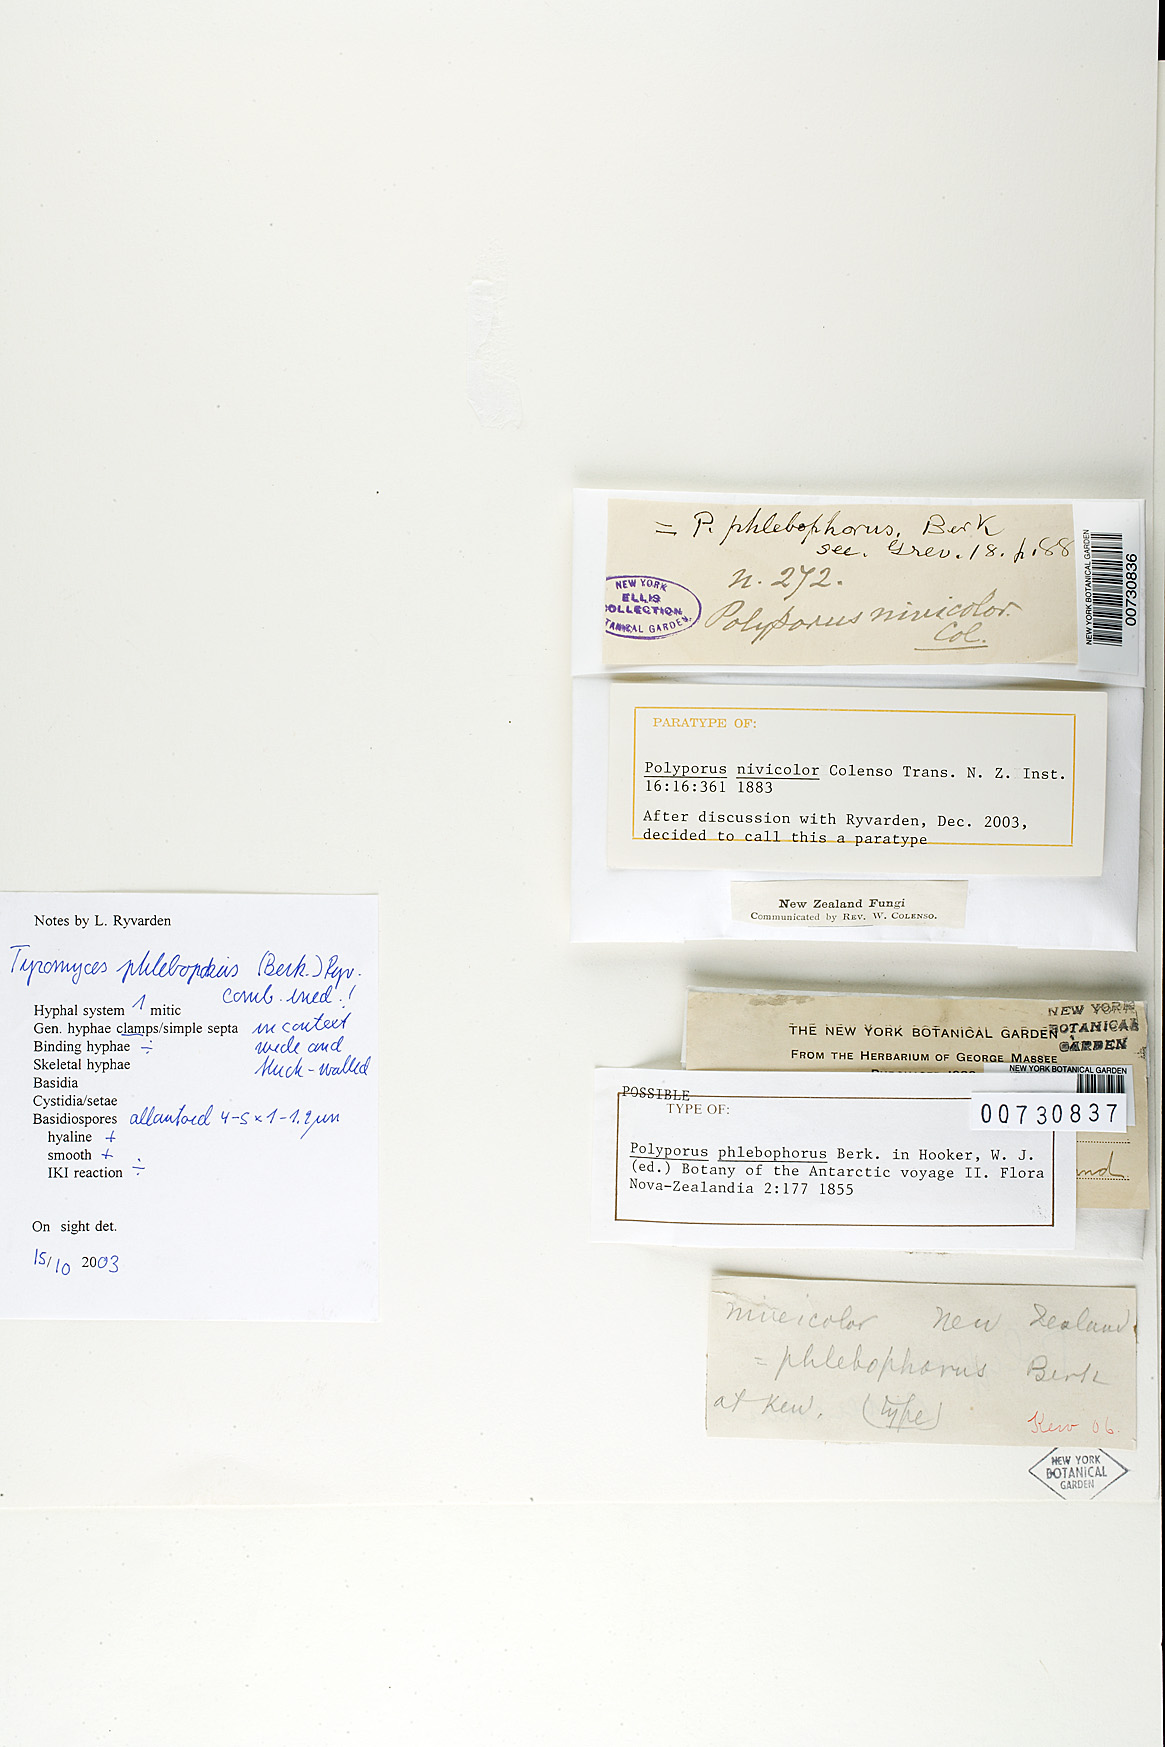 = P. phlebophorus. Berk
sec. Grev. 18. p. 88
n. 272.
Polyporus nivicolor
Col.
NEW YORK
ELLIS
COLLECTION
TANICAL GARDEN.
NEW YORK BOTANICAL GARDEN
00730836
PARATYPE OF:
Polyporus nivicolor Colenso Trans. N. Z. Inst.
16:16:361 1883
After discussion with Ryvarden, Dec. 2003,
decided to call this a paratype
New Zealand Fungi
Communicated by REV. W. COLENSO.
Notes by L. Ryvarden
Tyromyces (Berk.) Ryv.
comb. ined.!
Hyphal system 1 mitic
Gen. hyphae clamps/simple septa in context
Binding hyphae ÷ wide and
Skeletal hyphae thick-walled
Basidia
Cystidia/setae
Basidiospores allantoid 4-5 x 1-1.2 µm
hyaline +
smooth +
IKI reaction ÷
On sight det.
15/10 2003
NEW YORK
BOTANICAL
GARDEN
THE NEW YORK BOTANICAL GARDEN
FROM THE HERBARIUM OF GEORGE MASSEE
NEW YORK BOTANICAL GARDEN
00730837
POSSIBLE
TYPE OF:
Polyporus phlebophorus Berk. in Hooker, W. J.
(ed.) Botany of the Antarctic voyage II. Flora
Nova-Zealandia 2:177 1855
nd
niveicolor New Zealand.
= phlebophorus Berk
at Kew. (type)
Kew 06.
NEW YORK
BOTANICAL
GARDEN